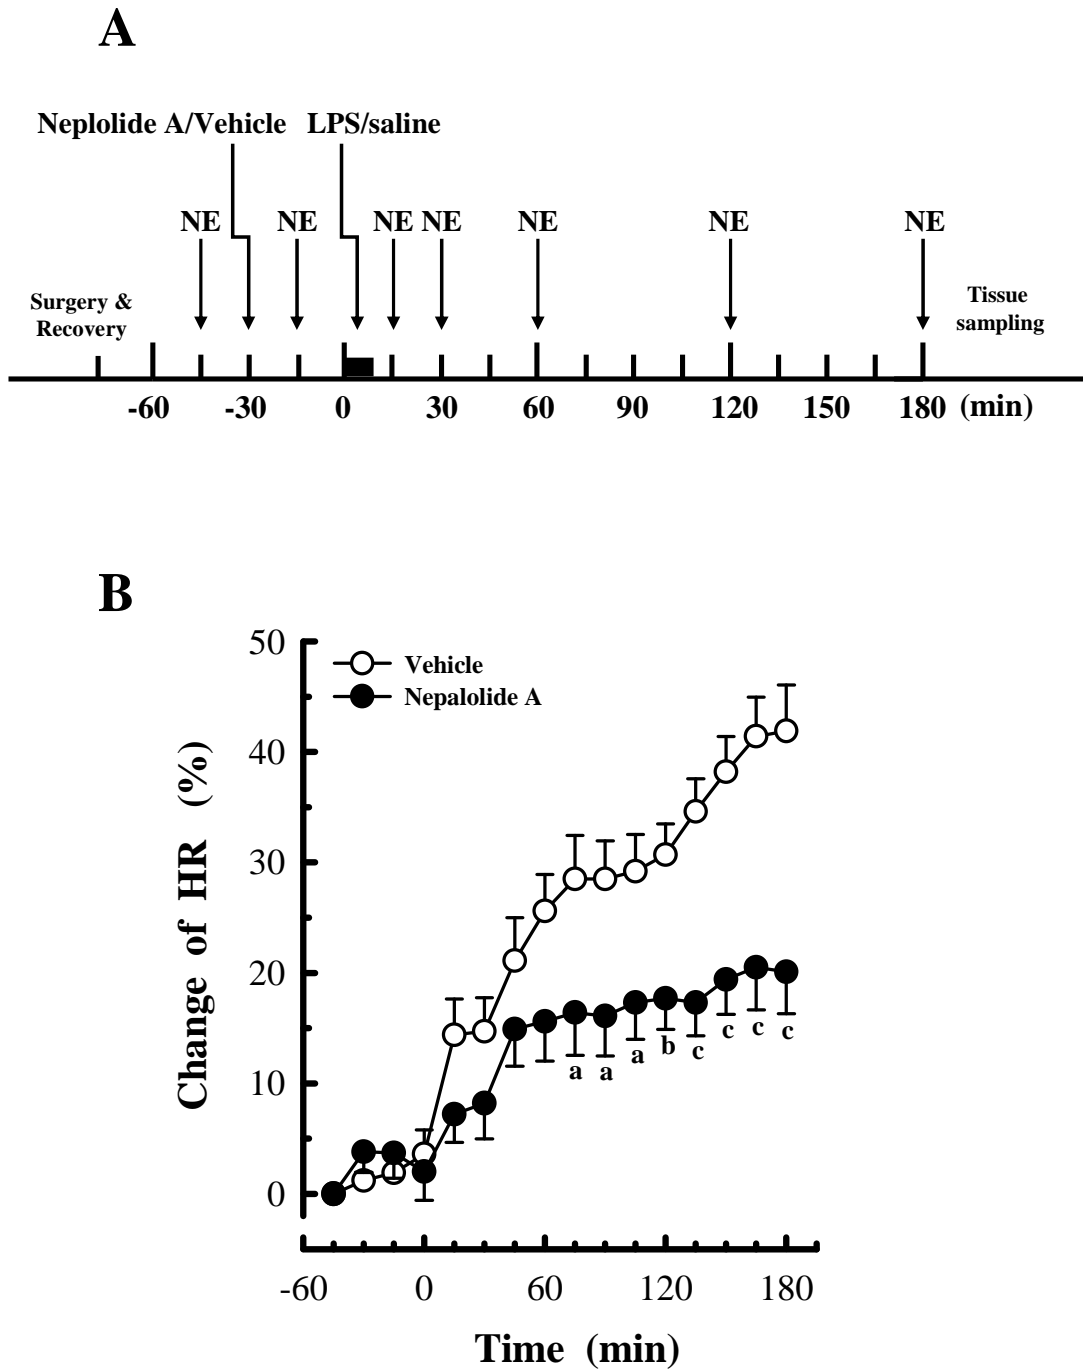 A
Neplolide A/Vehicle LPS/saline
NE NE NE NE NE NE NE
Surgery &
Recovery
Tissue
sampling
-60 -30 0 30 60 90 120 150 180 (min)
B
50
40
30
20
10
0
Change of HR (%)
Vehicle
Nepalolide A
a a a b c c c c
-60 0 60 120 180
Time (min)